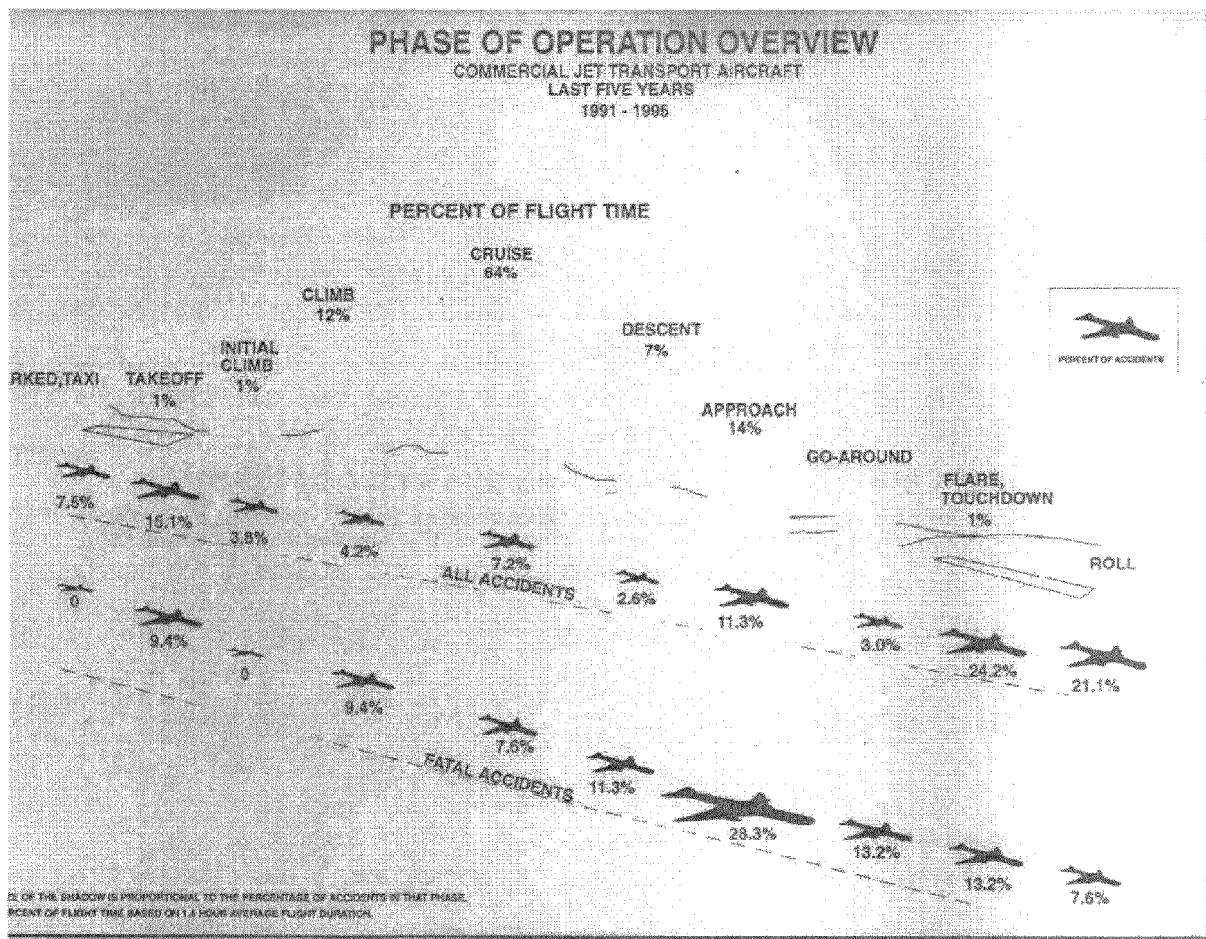 PHASE OF OPERATION OVERVIEW
COMMERCIAL JET TRANSPORT AIRCRAFT
LAST FIVE YEARS
1991 - 1995
PERCENT OF FLIGHT TIME
CRUISE
64%
CLIMB
12%
DESCENT
7%
INITIAL
CLIMB
1%
PERCENT OF ACCIDENTS
RKED,TAXI
TAKEOFF
1%
APPROACH
14%
GO-AROUND
FLARE,
TOUCHDOWN
1%
ROLL
7.5%
15.1%
3.8%
4.2%
7.2%
2.6%
11.3%
3.0%
24.2%
21.1%
ALL ACCIDENTS
0
9.4%
0
9.4%
7.6%
11.3%
28.3%
13.2%
13.2%
7.6%
FATAL ACCIDENTS
OF THE SHADOW IS PROPORTIONAL TO THE PERCENTAGE OF ACCIDENTS IN THAT PHASE.
RCENT OF FLIGHT TIME BASED ON HOUR AVERAGE FLIGHT DURATION.